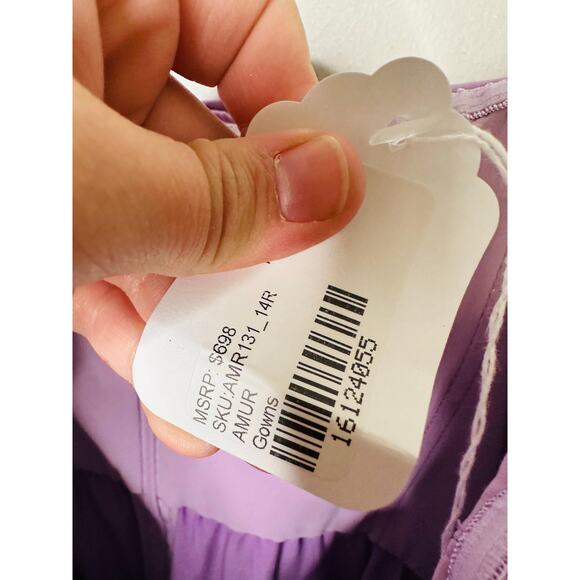 MSRP: $698
SKU:AMR131_14R
AMUR
Gowns
16124055